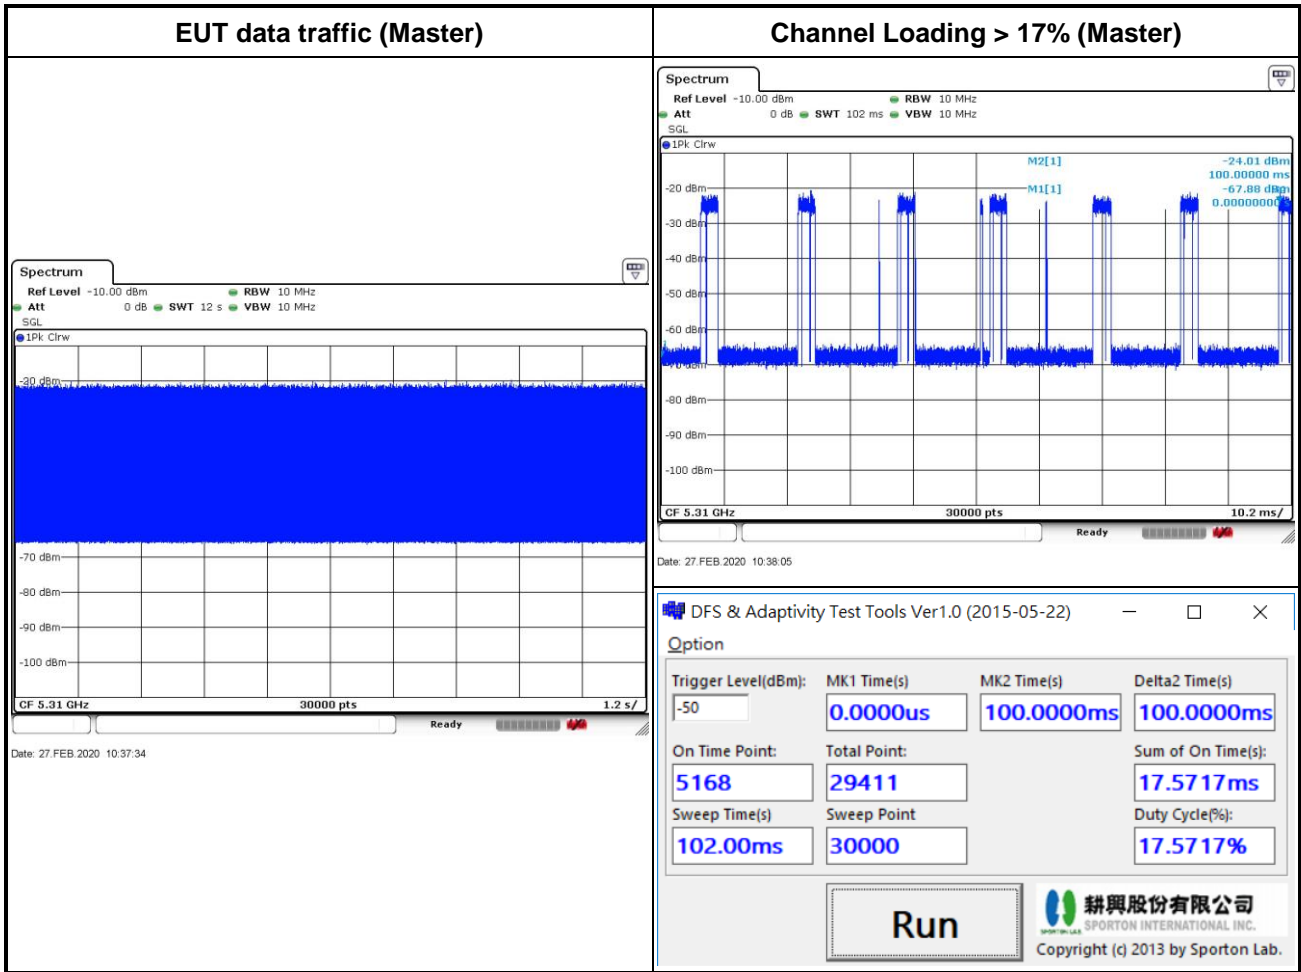 EUT data traffic (Master)
Spectrum
Ref Level -10.00 dBm RBW 10 MHz
Att 0 dB SWT 12 s VBW 10 MHz
SGL
1Pk Clrw
-30 dBm
-70 dBm
-80 dBm
-90 dBm
-100 dBm
CF 5.31 GHz 30000 pts 1.2 s/
Ready
Date: 27.FEB.2020 10:37:34
Channel Loading > 17% (Master)
Spectrum
Ref Level -10.00 dBm RBW 10 MHz
Att 0 dB SWT 102 ms VBW 10 MHz
SGL
1Pk Clrw
M2[1] -24.01 dBm
100.00000 ms
-20 dBm M1[1] -67.88 dBm
0.00000000
-30 dBm
-40 dBm
-50 dBm
-60 dBm
-70 dBm
-80 dBm
-90 dBm
-100 dBm
CF 5.31 GHz 30000 pts 10.2 ms/
Ready
Date: 27.FEB.2020 10:38:05
DFS & Adaptivity Test Tools Ver1.0 (2015-05-22)
Option
Trigger Level(dBm): MK1 Time(s) MK2 Time(s) Delta2 Time(s)
-50 0.0000us 100.0000ms 100.0000ms
On Time Point: Total Point: Sum of On Time(s):
5168 29411 17.5717ms
Sweep Time(s) Sweep Point Duty Cycle(%):
102.00ms 30000 17.5717%
Run
耕興股份有限公司
SPORTON LAB. SPORTON INTERNATIONAL INC.
Copyright (c) 2013 by Sporton Lab.